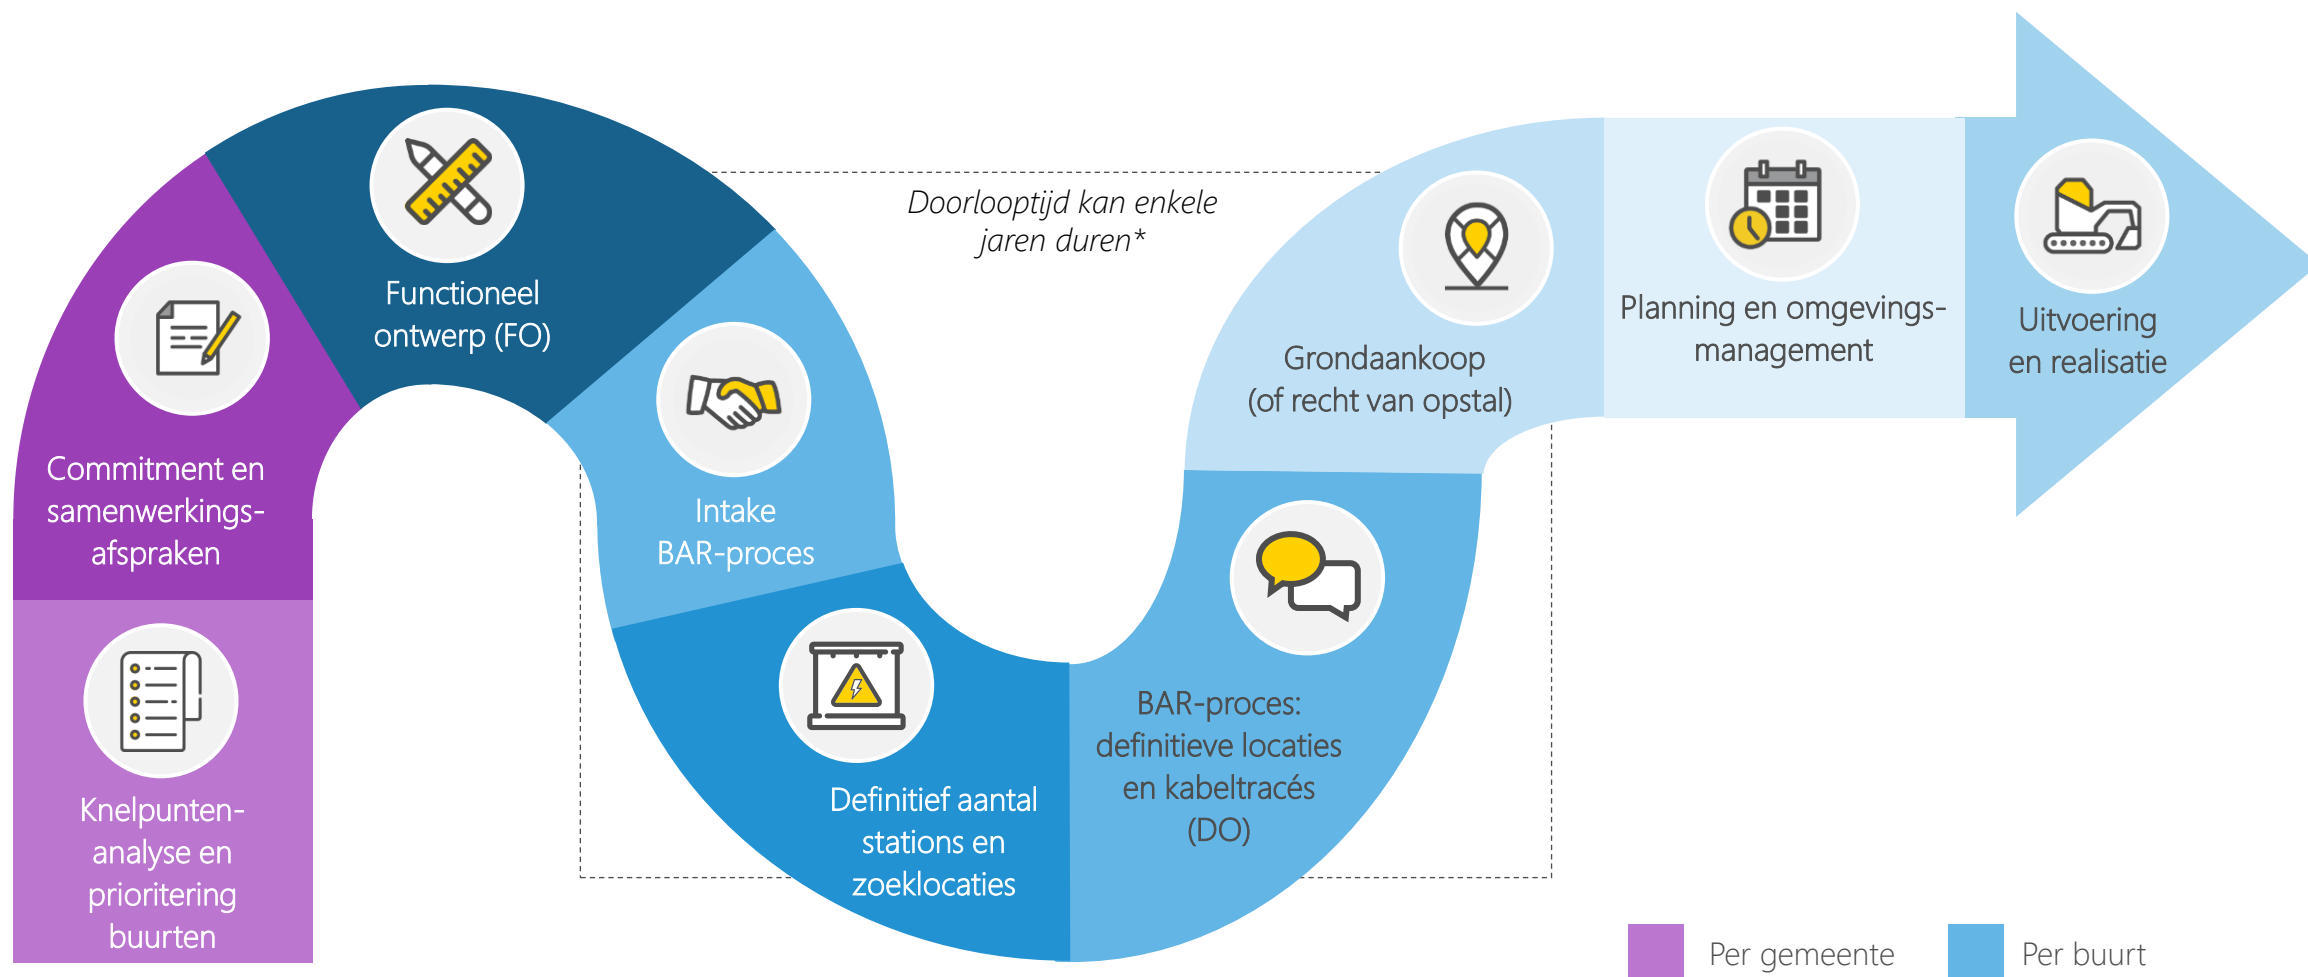 Knelpunten-
analyse en
prioritering
buurten
Commitment en
samenwerkings-
afspraken
Functioneel
ontwerp (FO)
Intake
BAR-proces
Definitief aantal
stations en
zoeklocaties
BAR-proces:
definitieve locaties
en kabeltracés
(DO)
Grondaankoop
(of recht van opstal)
Planning en omgevings-
management
Uitvoering
en realisatie
Doorlooptijd kan enkele
jaren duren*
Per gemeente
Per buurt